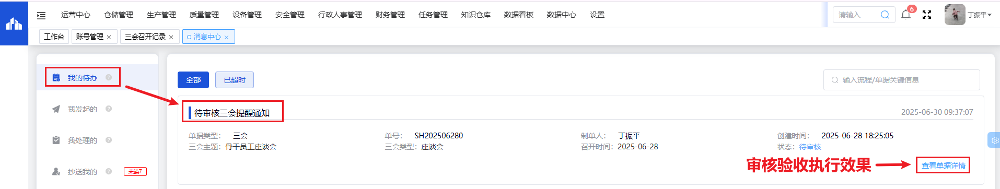 运营中心 仓储管理 生产管理 质量管理 设备管理 安全管理 行政人事管理 财务管理 任务管理 知识仓库 数据看板 数据中心 设置 请输入 6 丁振平
工作台 账号管理 三会召开记录 消息中心
我的待办
我发起的
我处理的
抄送我的 未读7
全部 已超时 输入流程/单据关键信息
待审核三会提醒通知 2025-06-30 09:37:07
单据类型： 三会 单号： SH202506280 制单人： 丁振平 创建时间： 2025-06-28 18:25:05
三会主题：骨干员工座谈会 三会类型：座谈会 召开时间：2025-06-28 状态：待审核
审核验收执行效果 查看单据详情